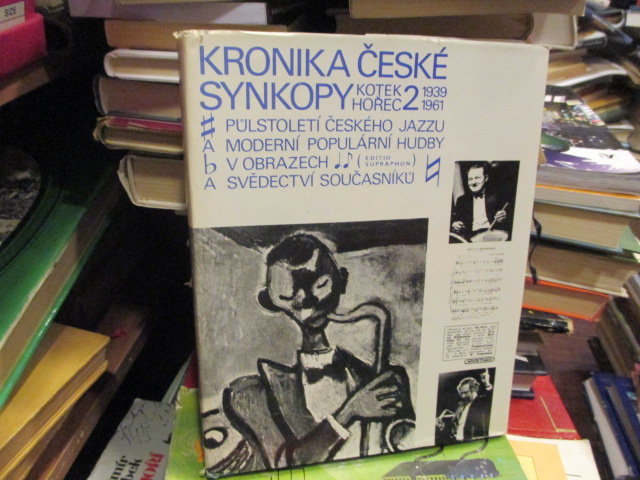 KRONIKA ČESKÉ
SYNKOPY KOTEK HOŘEC 2 1939 1961
♯ PŮLSTOLETÍ ČESKÉHO JAZZU
A MODERNÍ POPULÁRNÍ HUDBY
♭ V OBRAZECH ♩♪ (EDITIO SUPRAPHON) ♮
A SVĚDECTVÍ SOUČASNÍKŮ
SIZE